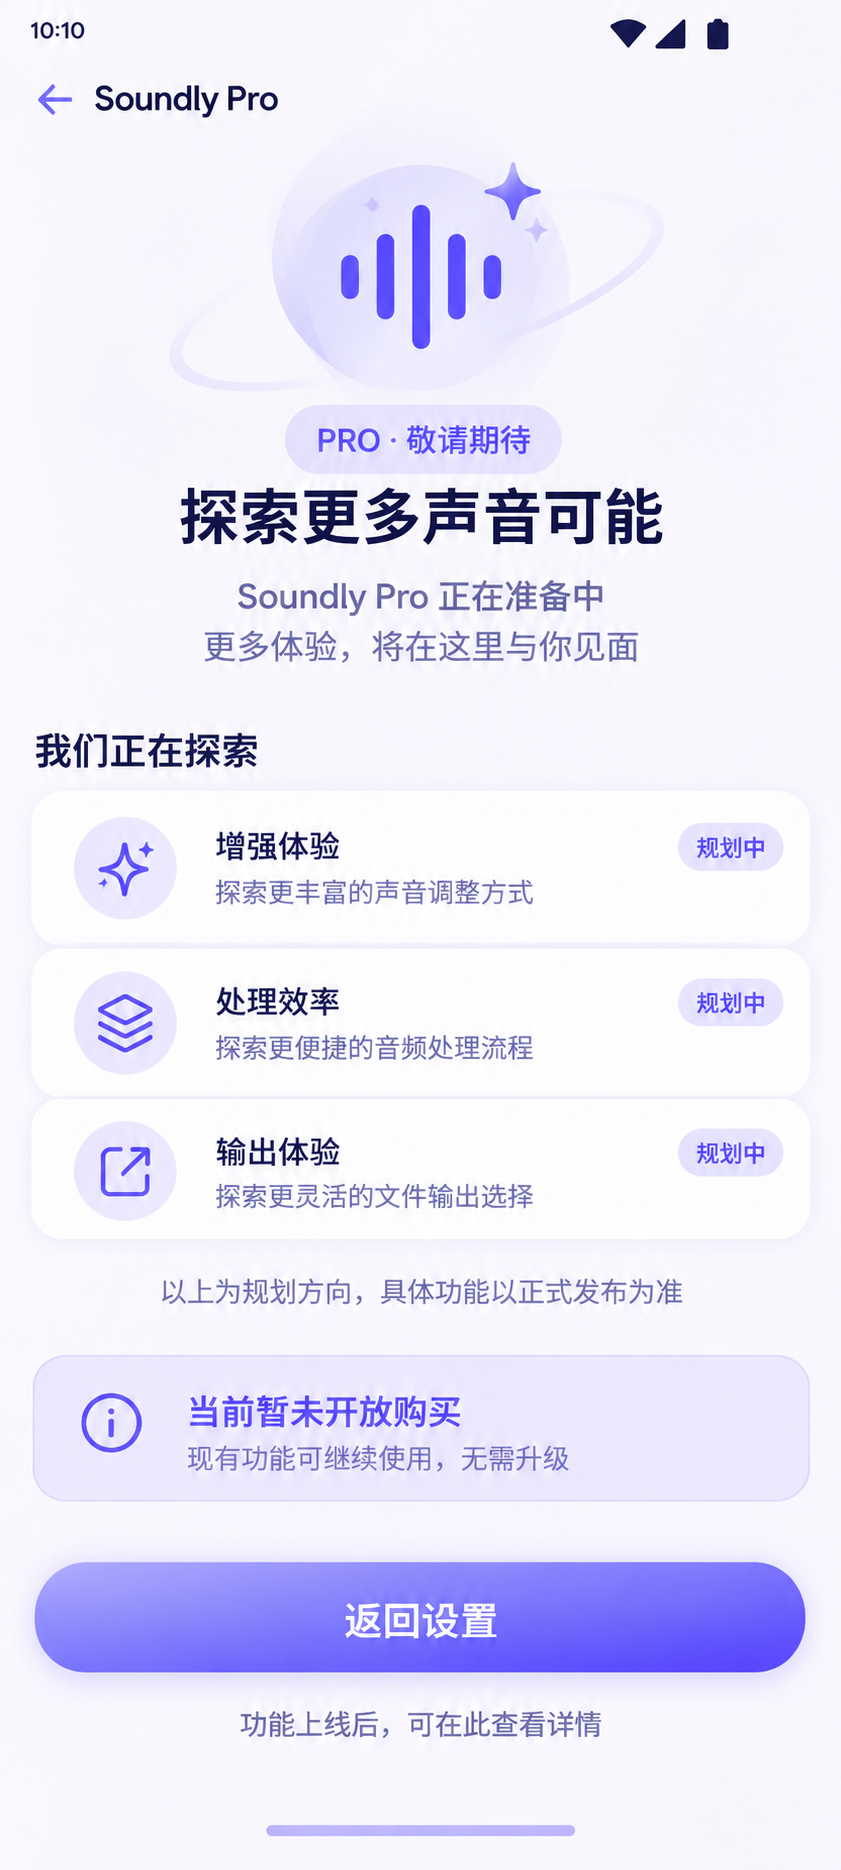 10:10
Soundly Pro
PRO · 敬请期待
探索更多声音可能
Soundly Pro 正在准备中
更多体验，将在这里与你见面
我们正在探索
增强体验
规划中
探索更丰富的声音调整方式
处理效率
规划中
探索更便捷的音频处理流程
输出体验
规划中
探索更灵活的文件输出选择
以上为规划方向，具体功能以正式发布为准
当前暂未开放购买
现有功能可继续使用，无需升级
返回设置
功能上线后，可在此查看详情